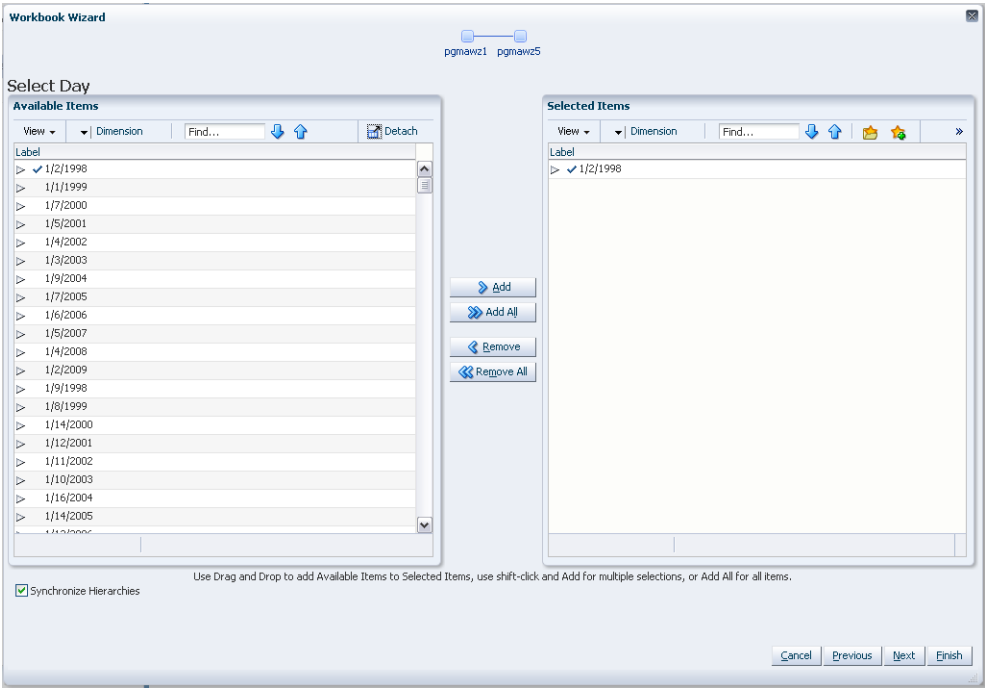 Workbook Wizard
pgmawz1 pgmawz5
Select Day
Available Items
View Dimension Find... Detach
Label
1/2/1998
1/1/1999
1/7/2000
1/5/2001
1/4/2002
1/3/2003
1/9/2004
1/7/2005
1/6/2006
1/5/2007
1/4/2008
1/2/2009
1/9/1998
1/8/1999
1/14/2000
1/12/2001
1/11/2002
1/10/2003
1/16/2004
1/14/2005
Add
Add All
Remove
Remove All
Selected Items
View Dimension Find... »
Label
1/2/1998
Use Drag and Drop to add Available Items to Selected Items, use shift-click and Add for multiple selections, or Add All for all items.
Synchronize Hierarchies
Cancel Previous Next Finish